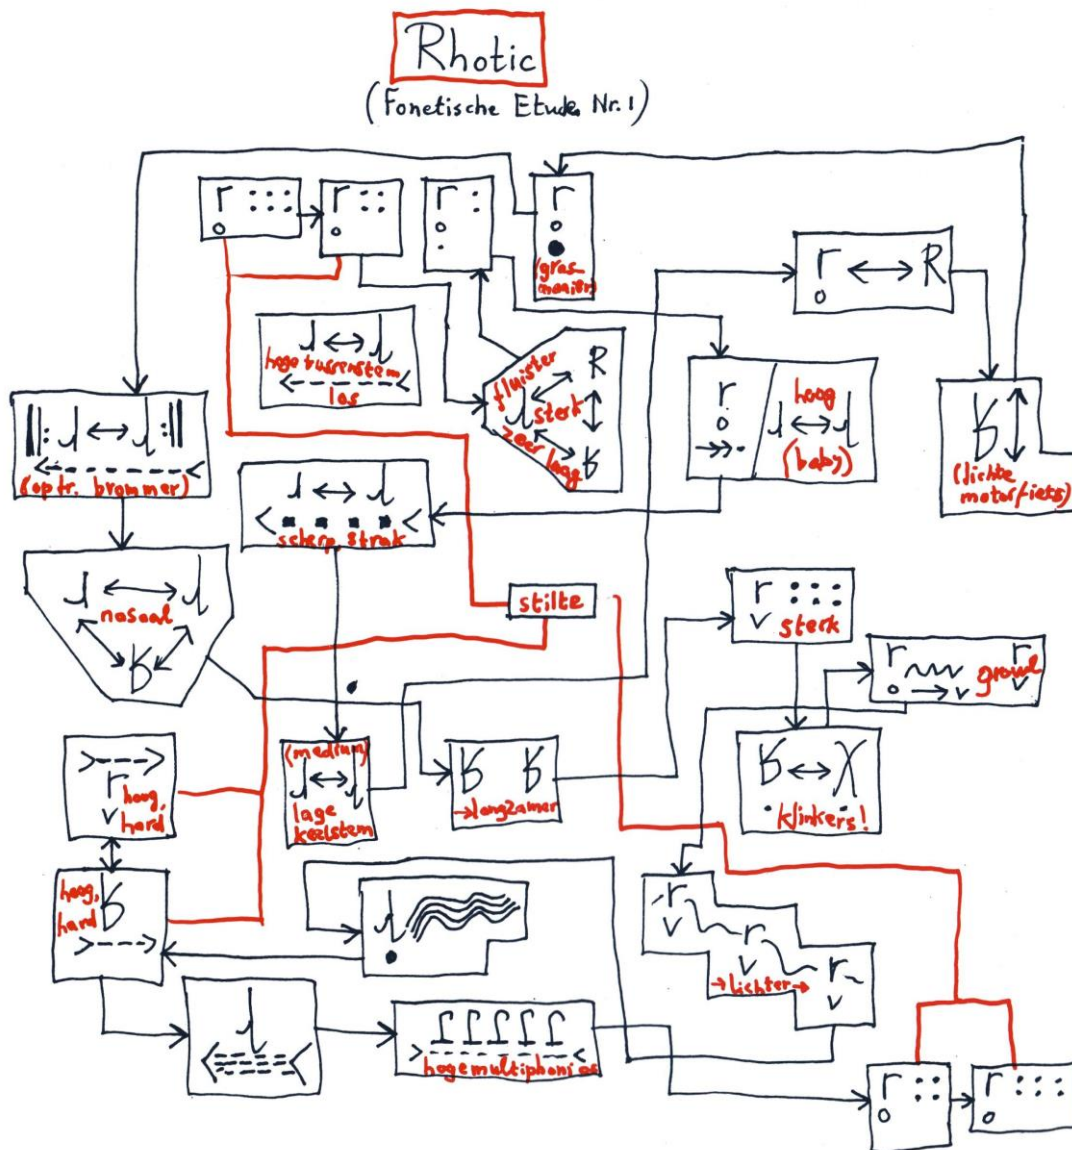 Rhotic
(Fonetische Etude Nr. 1)
r
o
r
o
r
o
r
o
(gras-
maaier)
r ↔ R
o
hoge tussenstem
los
fluister
R
sterk
zeer laag
r
o
hoog
(baby)
(lichte
motorfiets)
(optr. brommer)
scherp, strak
nasaal
stilte
r
v sterk
r r
o → v growl v
(medium)
lage
keelstem
→ langzamer
klinkers!
r
v
hoog,
hard
hoog,
hard
r
v
r
v
→ lichter →
r
v
hoge multiphonics
r
o
r
o